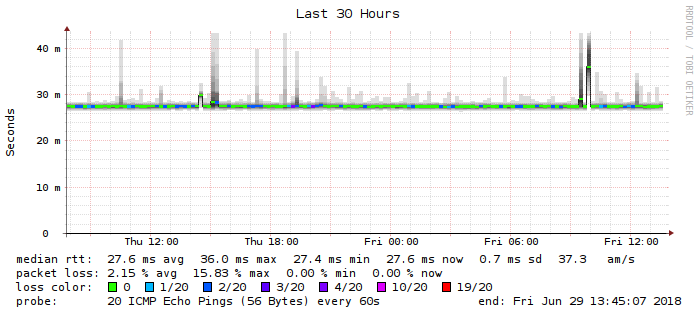 Last 30 Hours
RRDTOOL / TOBI OETIKER
Seconds
40 m
30 m
20 m
10 m
0
Thu 12:00 Thu 18:00 Fri 00:00 Fri 06:00 Fri 12:00
median rtt: 27.6 ms avg 36.0 ms max 27.4 ms min 27.6 ms now 0.7 ms sd 37.3 am/s
packet loss: 2.15 % avg 15.83 % max 0.00 % min 0.00 % now
loss color: 0 1/20 2/20 3/20 4/20 10/20 19/20
probe: 20 ICMP Echo Pings (56 Bytes) every 60s end: Fri Jun 29 13:45:07 2018